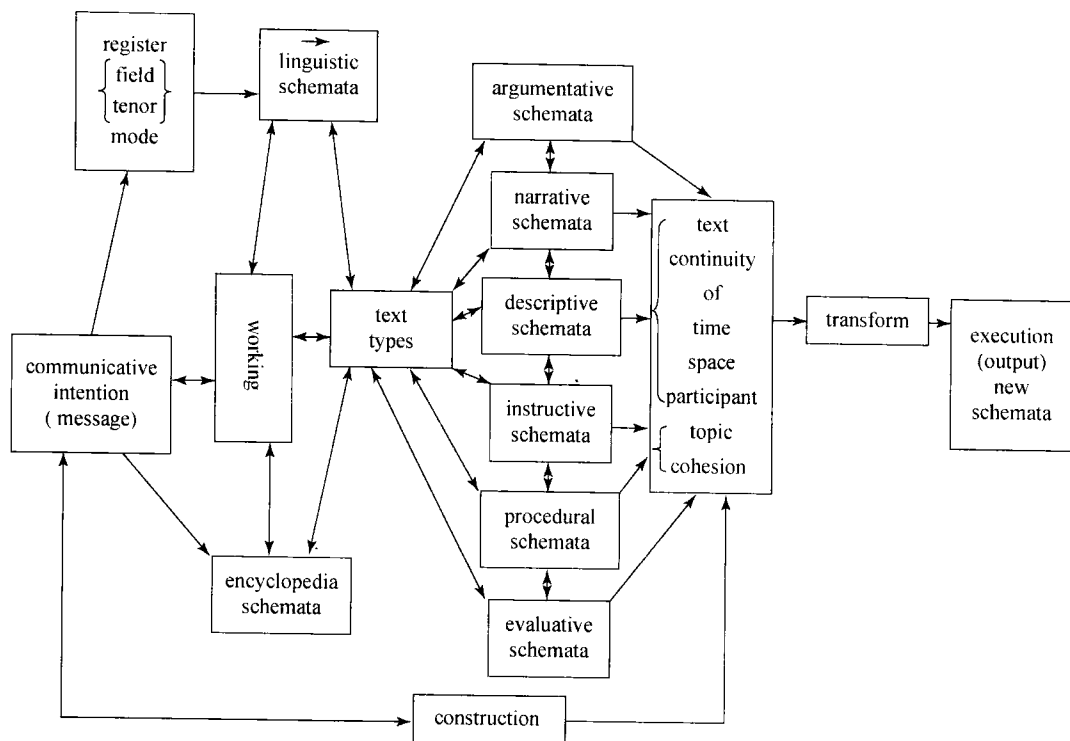 register
field
tenor
mode
linguistic
schemata
argumentative
schemata
narrative
schemata
descriptive
schemata
instructive
schemata
procedural
schemata
evaluative
schemata
working
text
types
communicative
intention
( message)
encyclopedia
schemata
construction
text
continuity
of
time
space
participant
topic
cohesion
transform
execution
(output)
new
schemata